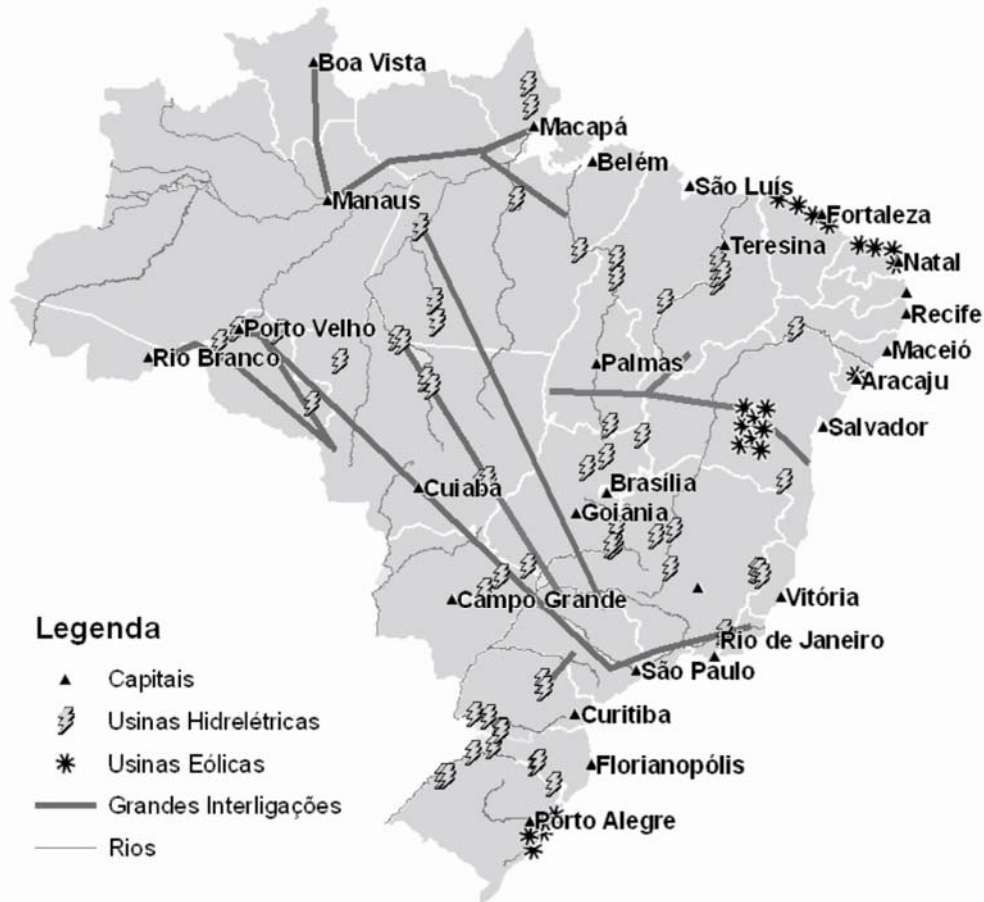 Boa Vista
Macapá
Belém
São Luís
Manaus
Fortaleza
Teresina
Natal
Recife
Porto Velho
Rio Branco
Maceió
Palmas
Aracaju
Salvador
Brasília
Cuiabá
Goiânia
Campo Grande
Vitória
Rio de Janeiro
São Paulo
Curitiba
Florianópolis
Porto Alegre
Legenda
Capitais
Usinas Hidrelétricas
Usinas Eólicas
Grandes Interligações
Rios